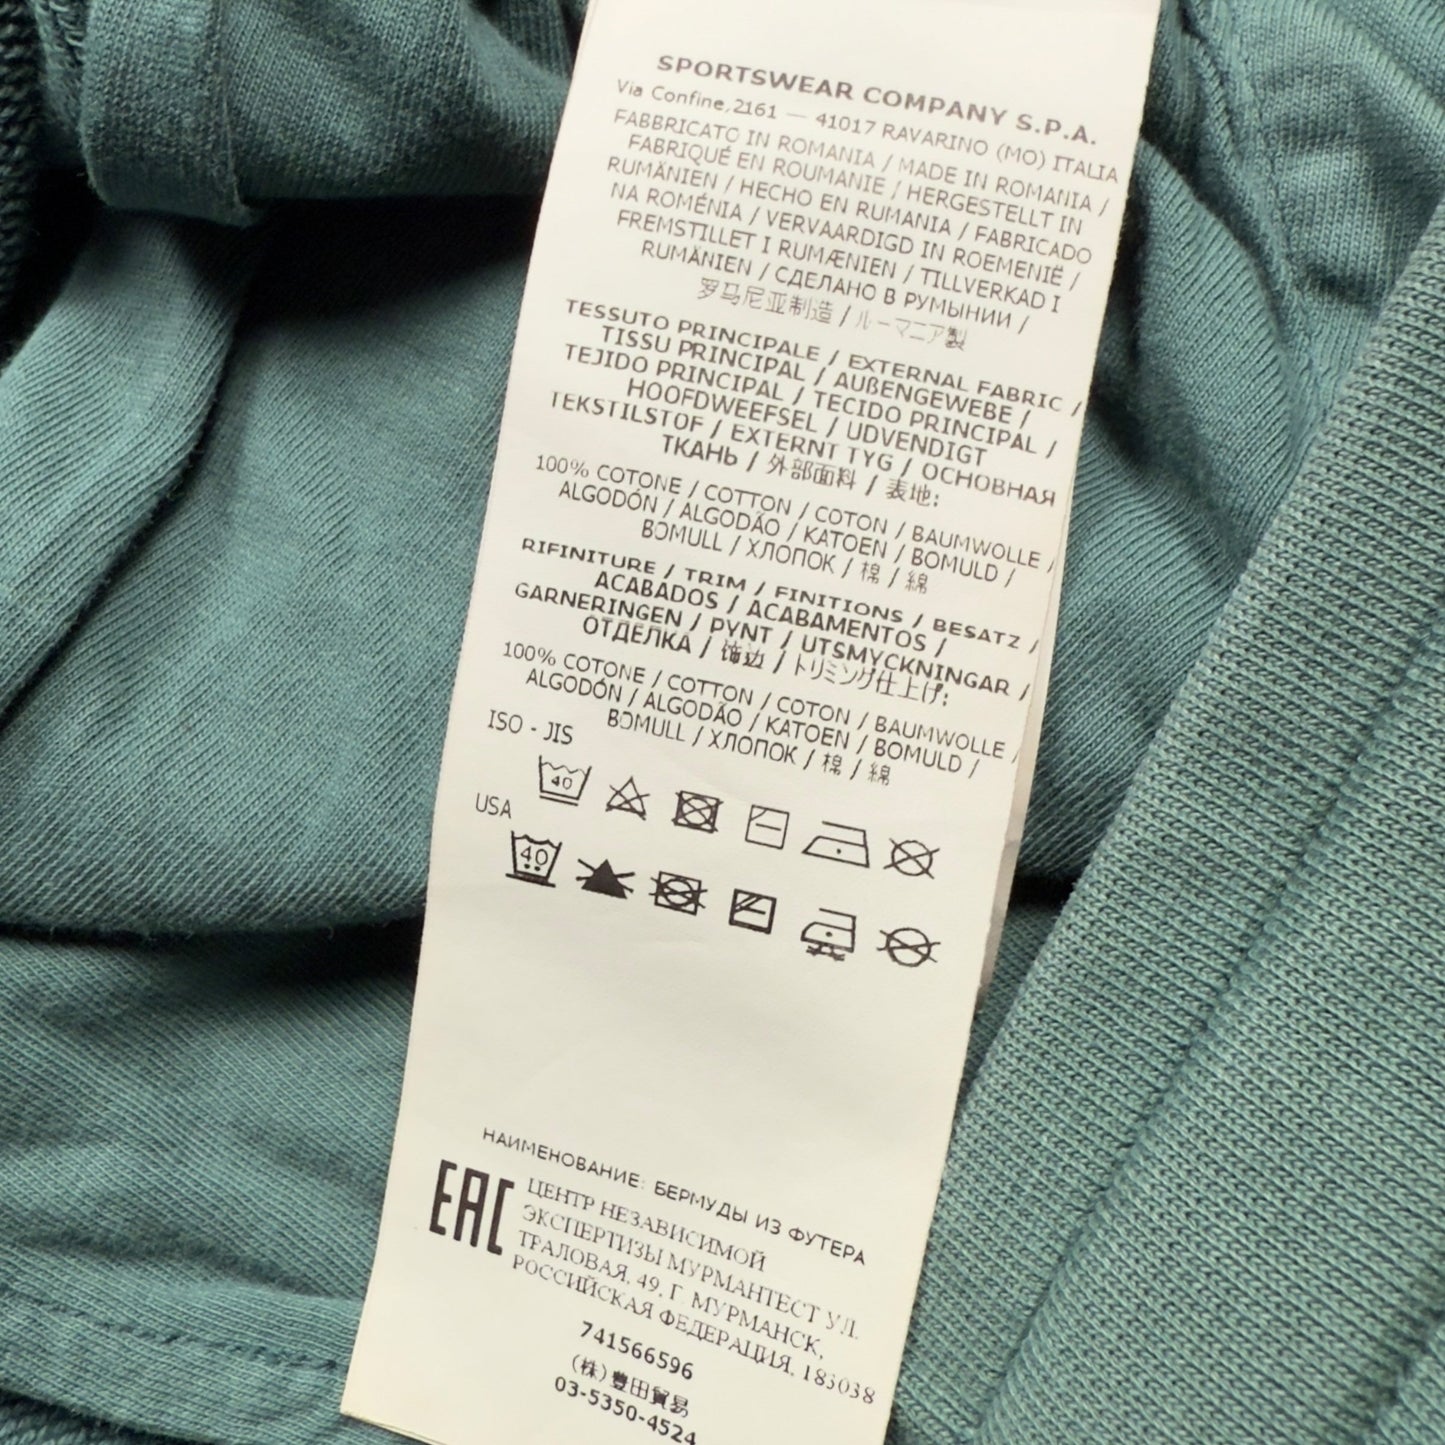 SPORTSWEAR COMPANY S.P.A.
Via Confine,2161 — 41017 RAVARINO (MO) ITALIA
FABBRICATO IN ROMANIA / MADE IN ROMANIA /
FABRIQUÉ EN ROUMANIE / HERGESTELLT IN
RUMÄNIEN / HECHO EN RUMANIA / FABRICADO
NA ROMÉNIA / VERVAARDIGD IN ROEMENIË /
FREMSTILLET I RUMÆNIEN / TILLVERKAD I
RUMÄNIEN / СДЕЛАНО В РУМЫНИИ /
罗马尼亚制造 / ルーマニア製
TESSUTO PRINCIPALE / EXTERNAL FABRIC /
TISSU PRINCIPAL / AUßENGEWEBE /
TEJIDO PRINCIPAL / TECIDO PRINCIPAL /
HOOFDWEEFSEL / UDVENDIGT
TEKSTILSTOF / EXTERNT TYG / ОСНОВНАЯ
ТКАНЬ / 外部面料 / 表地:
100% COTONE / COTTON / COTON / BAUMWOLLE /
ALGODÓN / ALGODÃO / KATOEN / BOMULD /
BOMULL / ХЛОПОК / 棉 / 綿
RIFINITURE / TRIM / FINITIONS / BESATZ /
ACABADOS / ACABAMENTOS /
GARNERINGEN / PYNT / UTSMYCKNINGAR /
ОТДЕЛКА / 饰边 / トリミング仕上げ:
100% COTONE / COTTON / COTON / BAUMWOLLE /
ALGODÓN / ALGODÃO / KATOEN / BOMULD /
BOMULL / ХЛОПОК / 棉 / 綿
ISO - JIS
40
USA
40
НАИМЕНОВАНИЕ: БЕРМУДЫ ИЗ ФУТЕРА
EAC
ЦЕНТР НЕЗАВИСИМОЙ
ЭКСПЕРТИЗЫ МУРМАНТЕСТ УЛ.
ТРАЛОВАЯ, 49, Г. МУРМАНСК,
РОССИЙСКАЯ ФЕДЕРАЦИЯ, 183038
741566596
(株)豊田貿易
03-5350-4524